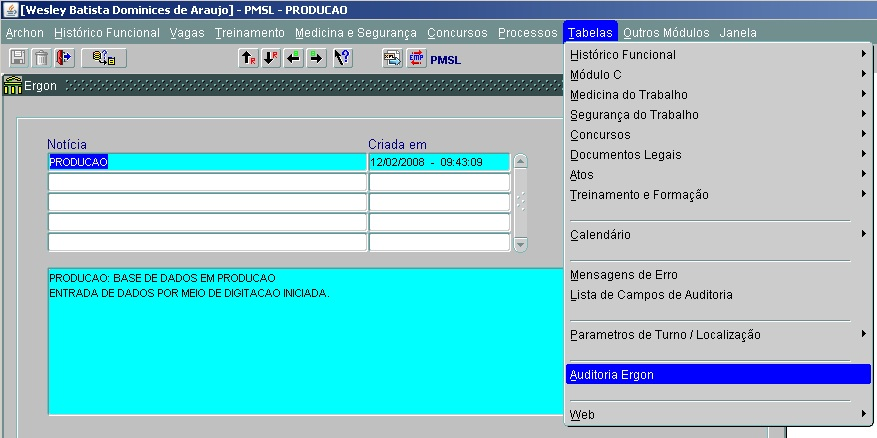 [Wesley Batista Dominices de Araujo] - PMSL - PRODUCAO
Archon Histórico Funcional Vagas Treinamento Medicina e Segurança Concursos Processos Tabelas Outros Módulos Janela
R R EMP PMSL
Ergon
Notícia Criada em
PRODUCAO 12/02/2008 - 09:43:09
PRODUCAO: BASE DE DADOS EM PRODUCAO
ENTRADA DE DADOS POR MEIO DE DIGITACAO INICIADA.
Histórico Funcional
Módulo C
Medicina do Trabalho
Segurança do Trabalho
Concursos
Documentos Legais
Atos
Treinamento e Formação
Calendário
Mensagens de Erro
Lista de Campos de Auditoria
Parametros de Turno / Localização
Auditoria Ergon
Web